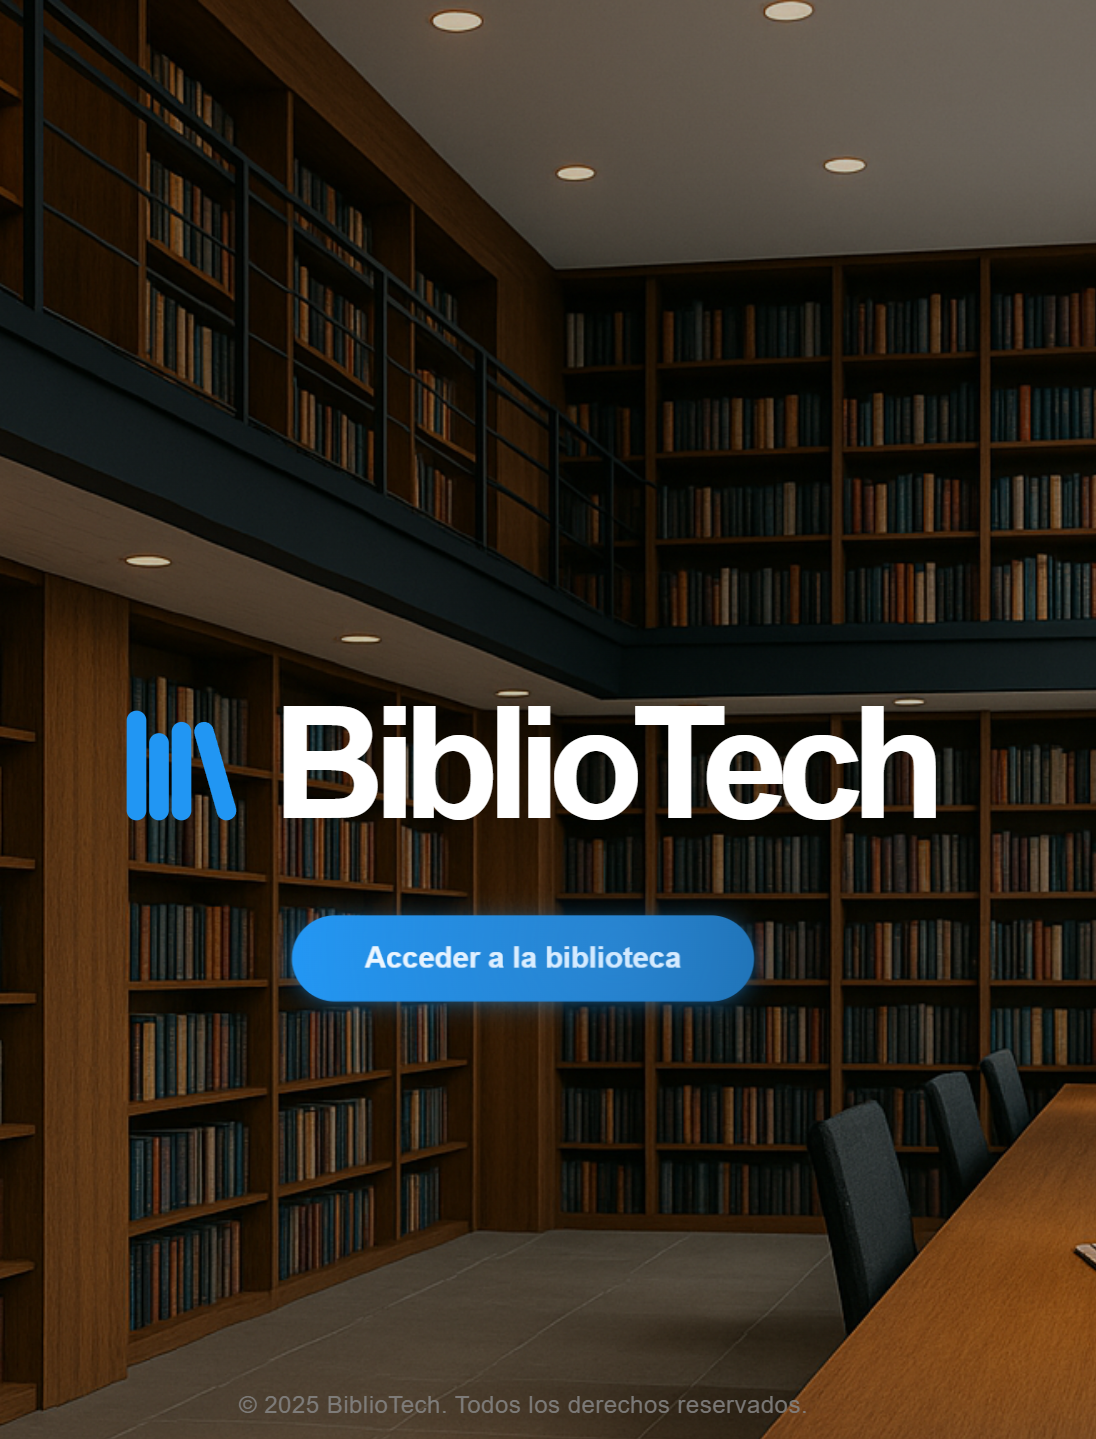 BiblioTech
Acceder a la biblioteca
© 2025 BiblioTech. Todos los derechos reservados.